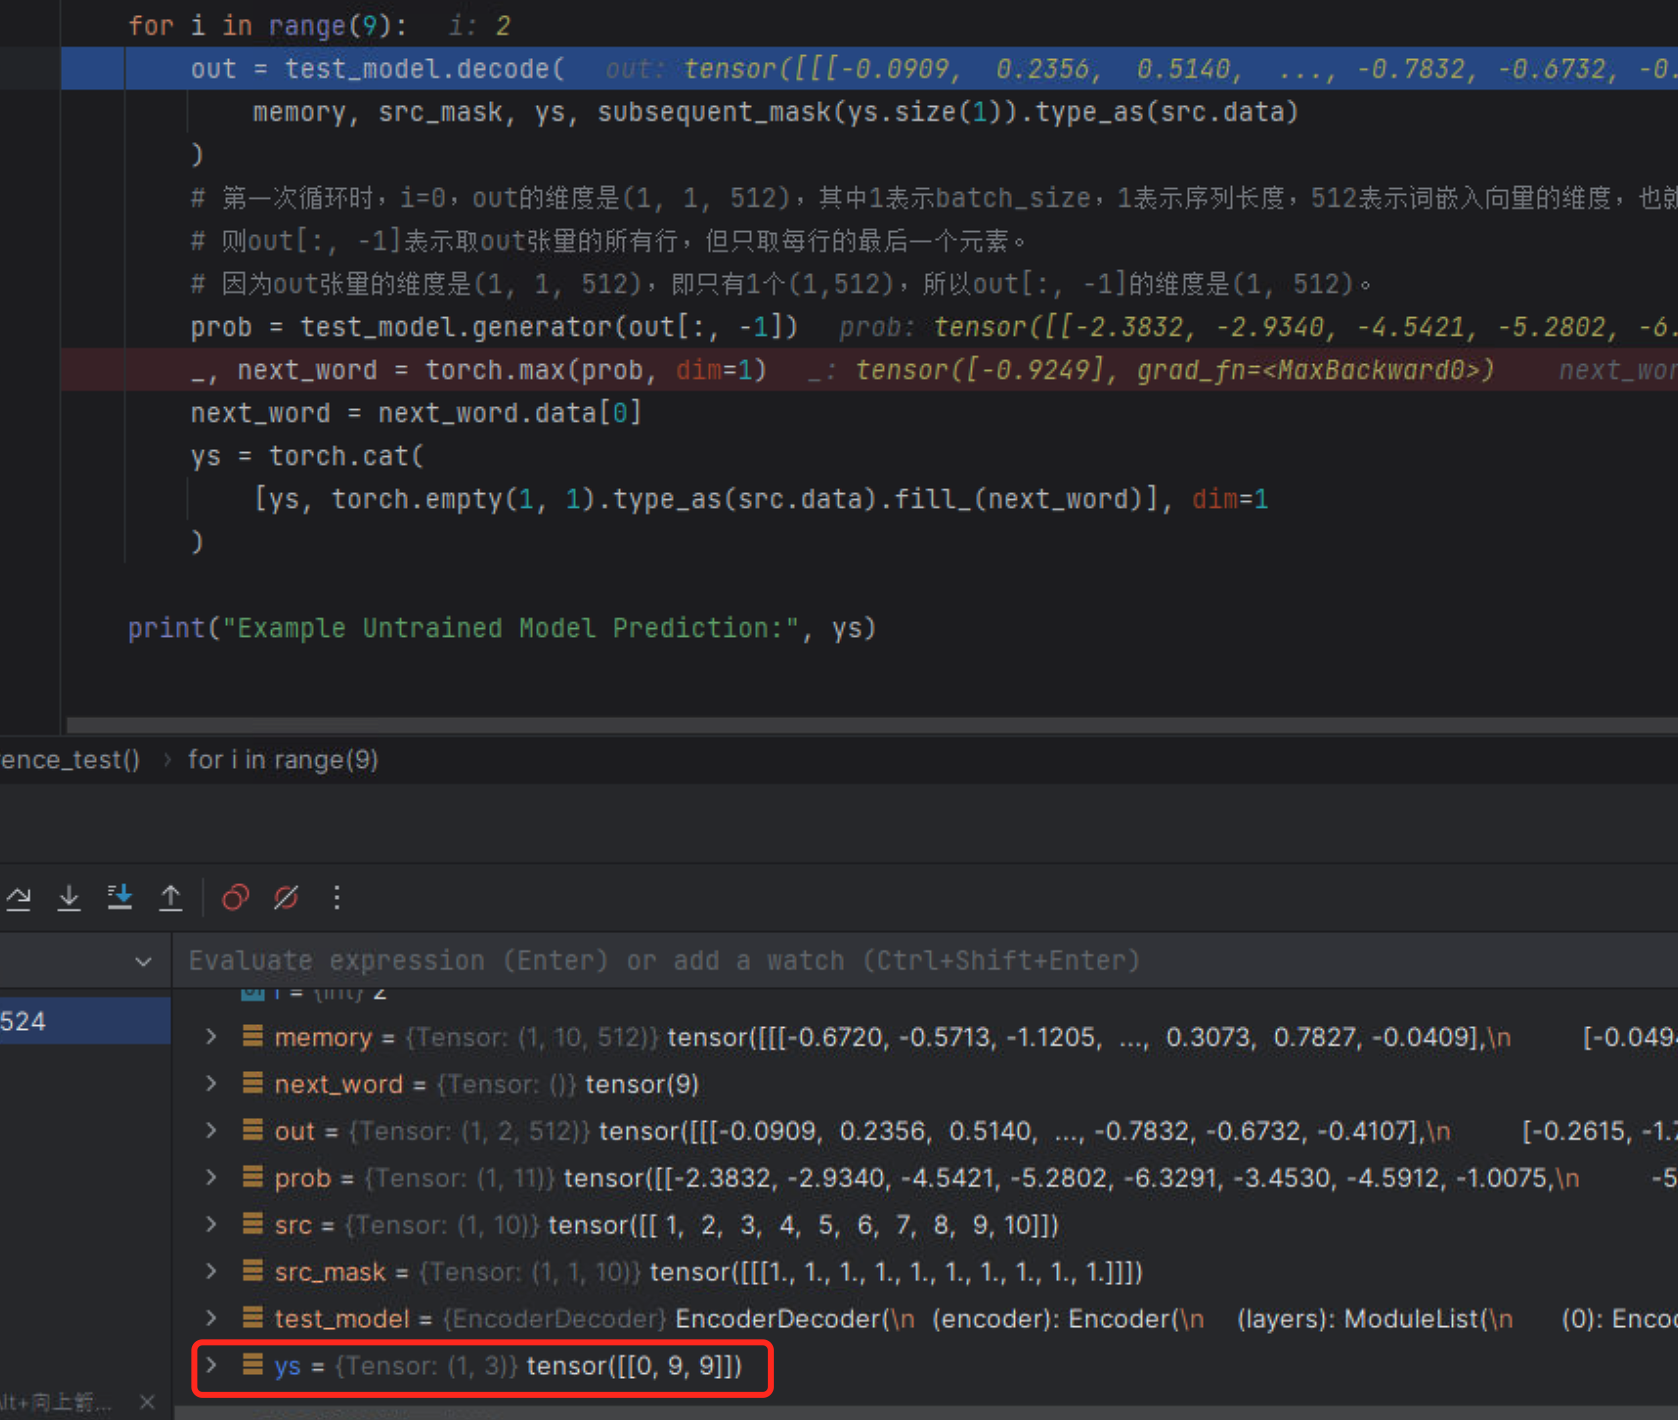 for i in range(9):   i: 2
out = test_model.decode(   out: tensor([[[-0.0909,  0.2356,  0.5140,  ..., -0.7832, -0.6732, -0.
memory, src_mask, ys, subsequent_mask(ys.size(1)).type_as(src.data)
)
# 第一次循环时，i=0，out的维度是(1, 1, 512)，其中1表示batch_size，1表示序列长度，512表示词嵌入向量的维度，也就
# 则out[:, -1]表示取out张量的所有行，但只取每行的最后一个元素。
# 因为out张量的维度是(1, 1, 512)，即只有1个(1,512)，所以out[:, -1]的维度是(1, 512)。
prob = test_model.generator(out[:, -1])   prob: tensor([[-2.3832, -2.9340, -4.5421, -5.2802, -6.
_, next_word = torch.max(prob, dim=1)   _: tensor([-0.9249], grad_fn=<MaxBackward0>)    next_wor
next_word = next_word.data[0]
ys = torch.cat(
[ys, torch.empty(1, 1).type_as(src.data).fill_(next_word)], dim=1
)
print("Example Untrained Model Prediction:", ys)
ence_test() › for i in range(9)
Evaluate expression (Enter) or add a watch (Ctrl+Shift+Enter)
i = {int} 2
524
memory = {Tensor: (1, 10, 512)} tensor([[[-0.6720, -0.5713, -1.1205,  ...,  0.3073,  0.7827, -0.0409],\n         [-0.049
next_word = {Tensor: ()} tensor(9)
out = {Tensor: (1, 2, 512)} tensor([[[-0.0909,  0.2356,  0.5140,  ..., -0.7832, -0.6732, -0.4107],\n         [-0.2615, -1.
prob = {Tensor: (1, 11)} tensor([[-2.3832, -2.9340, -4.5421, -5.2802, -6.3291, -3.4530, -4.5912, -1.0075,\n         -5
src = {Tensor: (1, 10)} tensor([[ 1,  2,  3,  4,  5,  6,  7,  8,  9, 10]])
src_mask = {Tensor: (1, 1, 10)} tensor([[[1., 1., 1., 1., 1., 1., 1., 1., 1., 1.]]])
test_model = {EncoderDecoder} EncoderDecoder(\n  (encoder): Encoder(\n    (layers): ModuleList(\n      (0): Enco
ys = {Tensor: (1, 3)} tensor([[0, 9, 9]])
lt+向上箭...